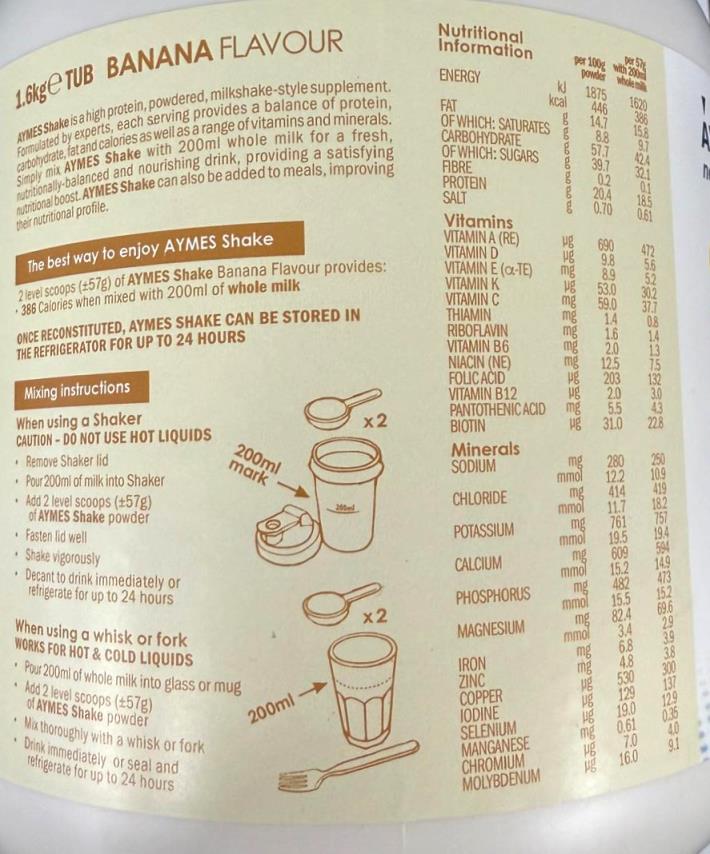 1.6kg e TUB BANANA FLAVOUR
AYMES Shake is a high protein, powdered, milkshake-style supplement.
Formulated by experts, each serving provides a balance of protein,
carbohydrate, fat and calories as well as a range of vitamins and minerals.
Simply mix AYMES Shake with 200ml whole milk for a fresh,
nutritionally-balanced and nourishing drink, providing a satisfying
nutritional boost. AYMES Shake can also be added to meals, improving
their nutritional profile.
The best way to enjoy AYMES Shake
2 level scoops (±57g) of AYMES Shake Banana Flavour provides:
• 386 Calories when mixed with 200ml of whole milk
ONCE RECONSTITUTED, AYMES SHAKE CAN BE STORED IN
THE REFRIGERATOR FOR UP TO 24 HOURS
Mixing instructions
When using a Shaker
CAUTION - DO NOT USE HOT LIQUIDS
• Remove Shaker lid
• Pour 200ml of milk into Shaker
• Add 2 level scoops (±57g)
of AYMES Shake powder
• Fasten lid well
• Shake vigorously
• Decant to drink immediately or
refrigerate for up to 24 hours
x2
200ml
mark
200ml
When using a whisk or fork
WORKS FOR HOT & COLD LIQUIDS
• Pour 200ml of whole milk into glass or mug
• Add 2 level scoops (±57g)
of AYMES Shake powder
• Mix thoroughly with a whisk or fork
• Drink immediately or seal and
refrigerate for up to 24 hours
x2
200ml
Nutritional
Information
per 100g
powder
per 57g
with 200ml
whole milk
ENERGY kJ 1875 1620
kcal 446 386
FAT g 14.7 15.8
OF WHICH: SATURATES g 8.8 9.7
CARBOHYDRATE g 57.7 42.4
OF WHICH: SUGARS g 39.7 32.1
FIBRE g 0.2 0.1
PROTEIN g 20.4 18.5
SALT g 0.70 0.61
Vitamins
VITAMIN A (RE) µg 690 472
VITAMIN D µg 9.8 5.6
VITAMIN E (α-TE) mg 8.9 5.2
VITAMIN K µg 53.0 30.2
VITAMIN C mg 59.0 37.7
THIAMIN mg 1.4 0.8
RIBOFLAVIN mg 1.6 1.4
VITAMIN B6 mg 2.0 1.3
NIACIN (NE) mg 12.5 7.5
FOLIC ACID µg 203 132
VITAMIN B12 µg 2.0 3.0
PANTOTHENIC ACID mg 5.5 4.3
BIOTIN µg 31.0 22.8
Minerals
SODIUM mg 280 250
mmol 12.2 10.9
CHLORIDE mg 414 419
mmol 11.7 18.2
POTASSIUM mg 761 757
mmol 19.5 19.4
CALCIUM mg 609 594
mmol 15.2 14.9
PHOSPHORUS mg 482 473
mmol 15.5 15.2
MAGNESIUM mg 82.4 69.6
mmol 3.4 2.9
IRON mg 6.8 3.9
ZINC mg 4.8 3.8
COPPER µg 530 300
IODINE µg 129 137
SELENIUM µg 19.0 12.9
MANGANESE mg 0.61 0.35
CHROMIUM µg 7.0 4.0
MOLYBDENUM µg 16.0 9.1